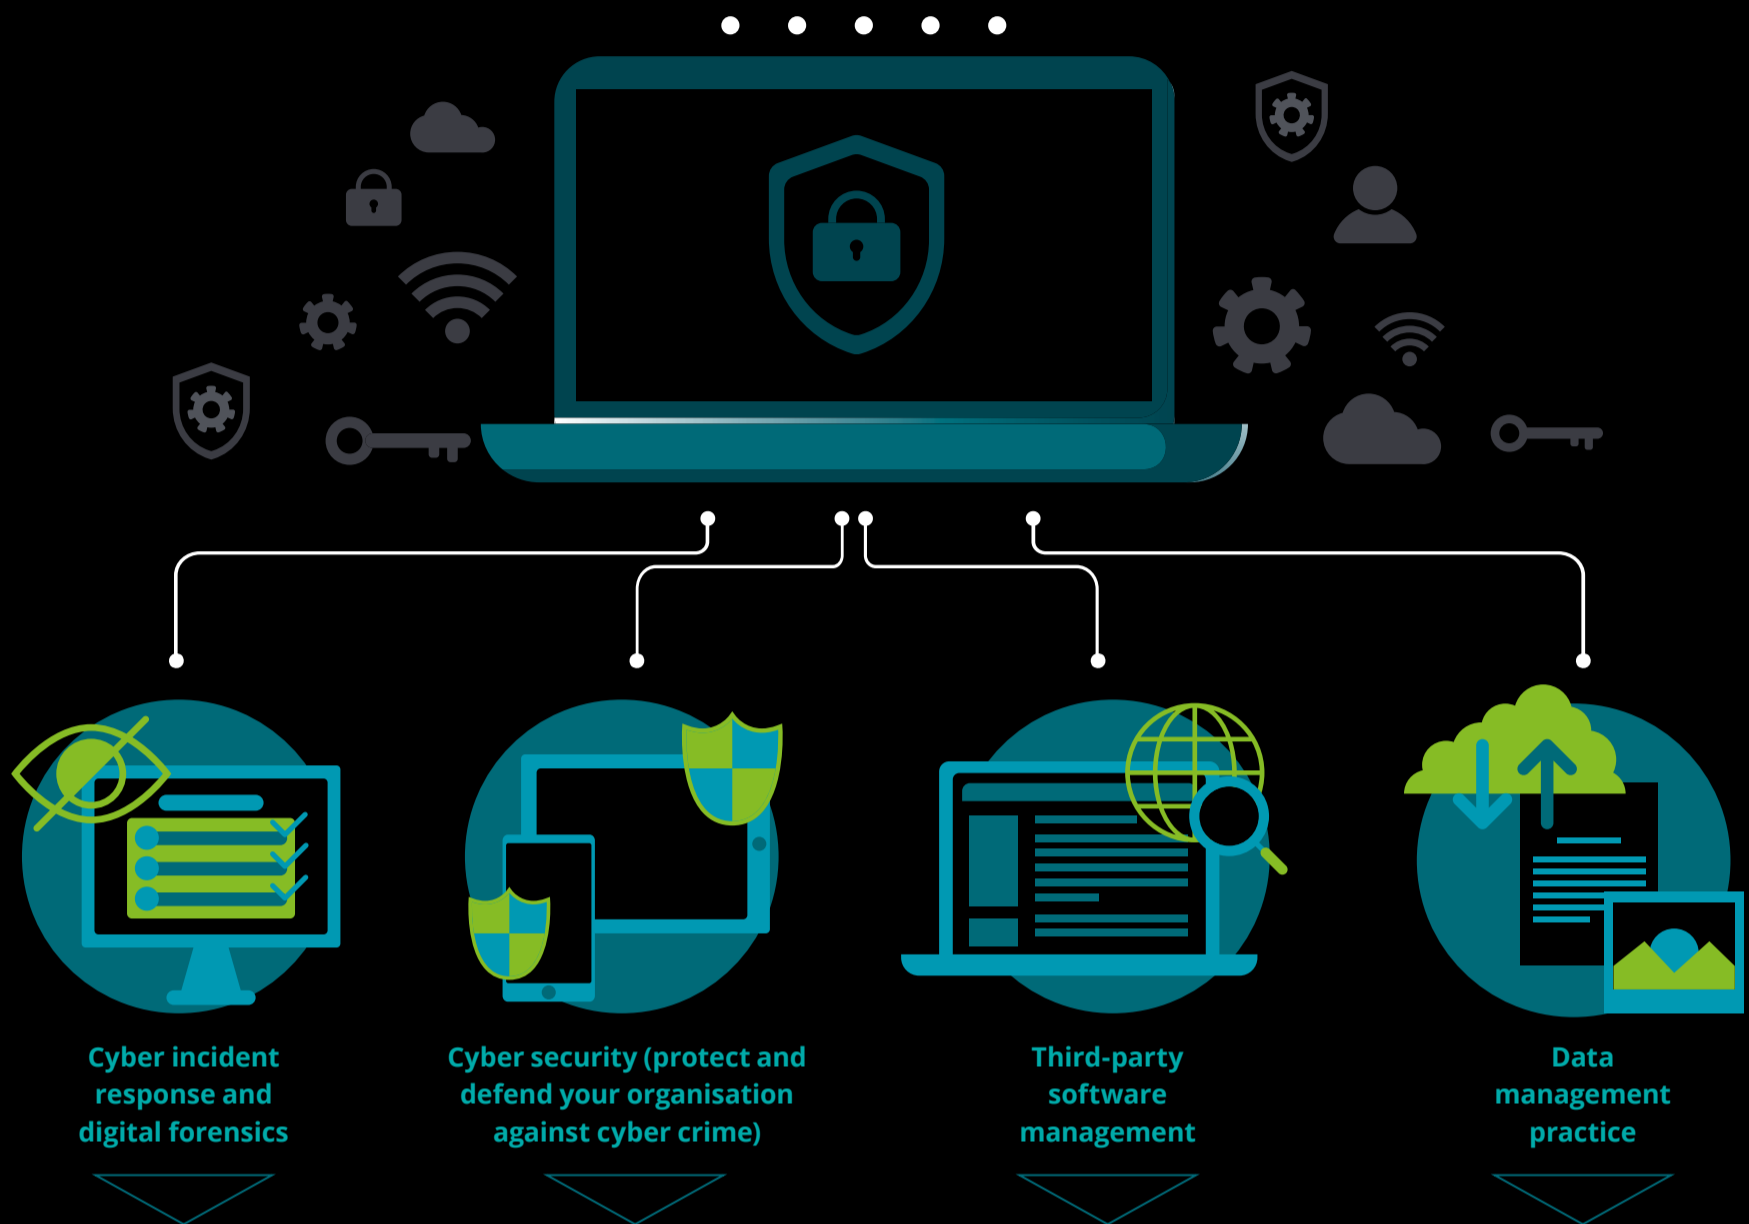 Cyber incident
response and
digital forensics
Cyber security (protect and
defend your organisation
against cyber crime)
Third-party
software
management
Data
management
practice